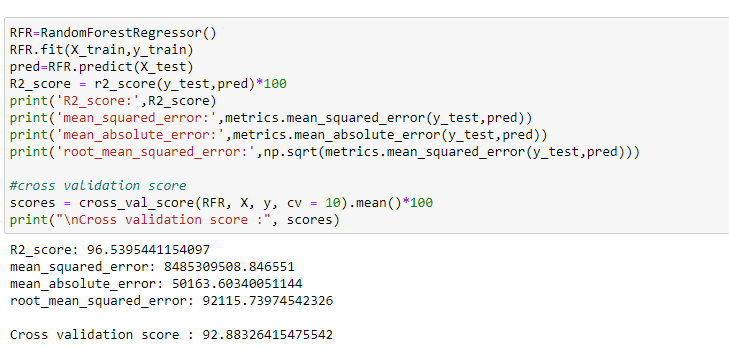 RFR=RandomForestRegressor()
RFR.fit(X_train,y_train)
pred=RFR.predict(X_test)
R2_score = r2_score(y_test,pred)*100
print('R2_score:',R2_score)
print('mean_squared_error:',metrics.mean_squared_error(y_test,pred))
print('mean_absolute_error:',metrics.mean_absolute_error(y_test,pred))
print('root_mean_squared_error:',np.sqrt(metrics.mean_squared_error(y_test,pred)))
#cross validation score
scores = cross_val_score(RFR, X, y, cv = 10).mean()*100
print("\nCross validation score :", scores)
R2_score: 96.5395441154097
mean_squared_error: 8485309508.846551
mean_absolute_error: 50163.60340051144
root_mean_squared_error: 92115.73974542326
Cross validation score : 92.88326415475542